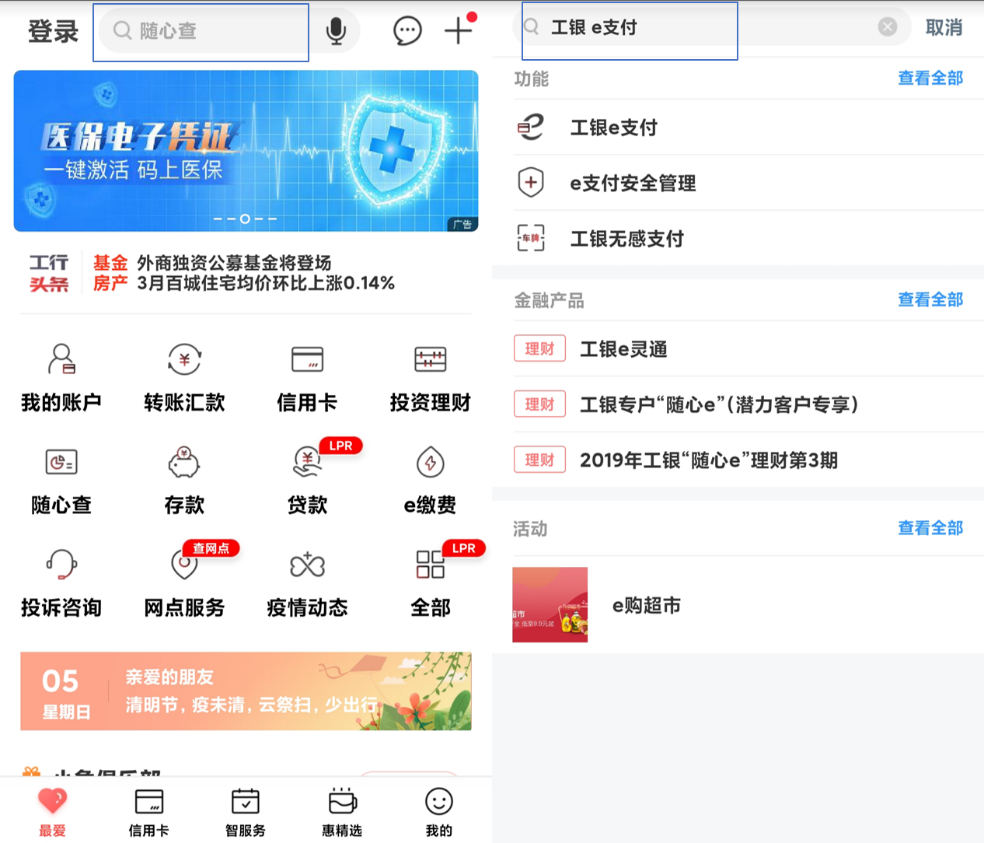 登录
随心查
医保电子凭证
一键激活 码上医保
广告
工行
头条
基金 外商独资公募基金将登场
房产 3月百城住宅均价环比上涨0.14%
我的账户
转账汇款
信用卡
投资理财
LPR
随心查
存款
贷款
e缴费
查网点
LPR
投诉咨询
网点服务
疫情动态
全部
05
星期日
亲爱的朋友
清明节，疫未清，云祭扫，少出行
最爱
信用卡
智服务
惠精选
我的
工银 e支付
取消
功能
查看全部
工银e支付
e支付安全管理
车牌
工银无感支付
金融产品
查看全部
理财
工银e灵通
理财
工银专户“随心e”（潜力客户专享）
理财
2019年工银“随心e”理财第3期
活动
查看全部
e购超市